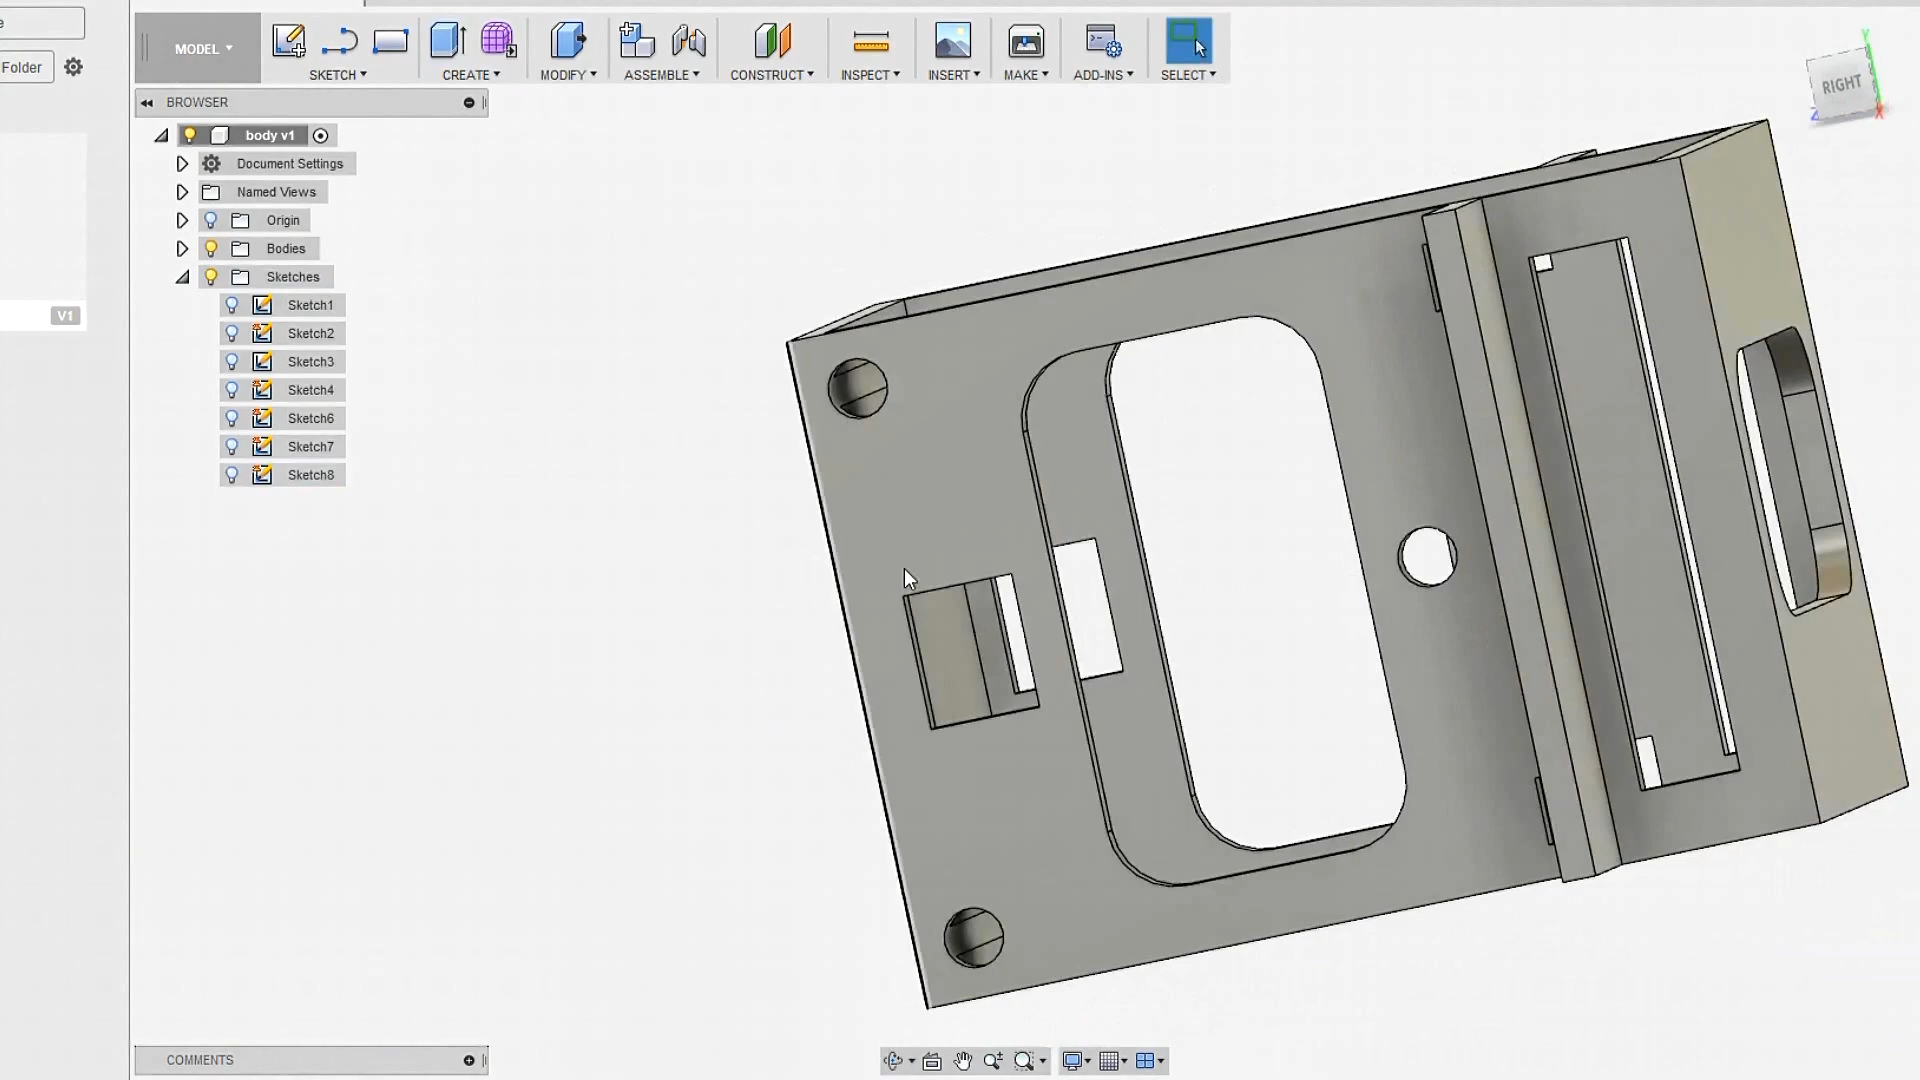 e
Folder
MODEL
SKETCH
CREATE
MODIFY
ASSEMBLE
CONSTRUCT
INSPECT
INSERT
MAKE
ADD-INS
SELECT
BROWSER
body v1
Document Settings
Named Views
Origin
Bodies
Sketches
Sketch1
Sketch2
Sketch3
Sketch4
Sketch6
Sketch7
Sketch8
V1
COMMENTS
RIGHT
Y
Z
X